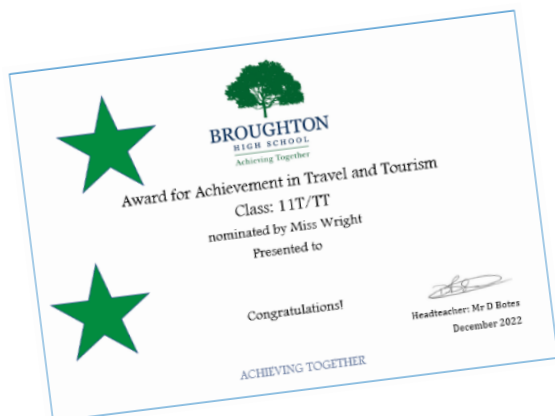 BROUGHTON
HIGH SCHOOL
Achieving Together
Award for Achievement in Travel and Tourism
Class: 11T/TT
nominated by Miss Wright
Presented to
Congratulations!
Headteacher: Mr D Botes
December 2022
ACHIEVING TOGETHER